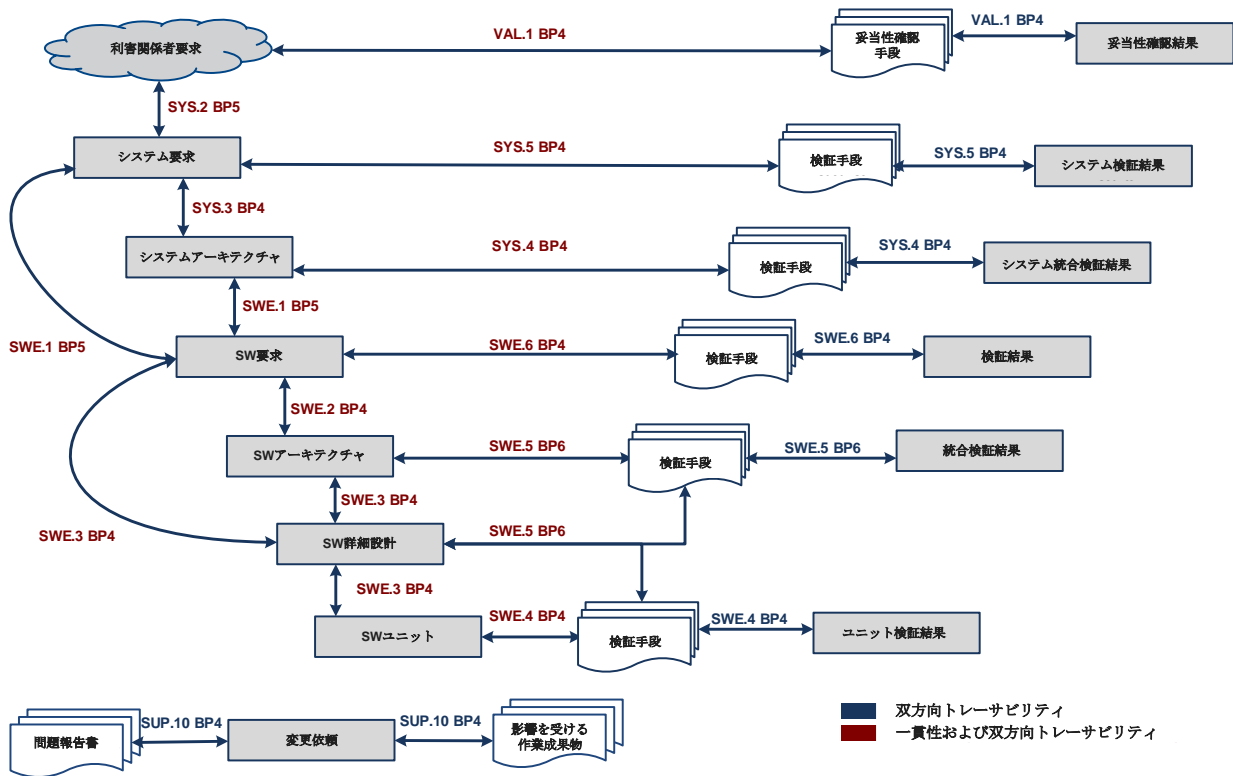 VAL.1 BP4
VAL.1 BP4
利害関係者要求
妥当性確認
手段
妥当性確認結果
SYS.2 BP5
システム要求
SYS.5 BP4
検証手段
SYS.5 BP4
システム検証結果
SYS.3 BP4
システムアーキテクチャ
SYS.4 BP4
検証手段
SYS.4 BP4
システム統合検証結果
SWE.1 BP5
SWE.1 BP5
SW要求
SWE.6 BP4
検証手段
SWE.6 BP4
検証結果
SWE.2 BP4
SWアーキテクチャ
SWE.5 BP6
検証手段
SWE.5 BP6
統合検証結果
SWE.3 BP4
SWE.3 BP4
SW詳細設計
SWE.5 BP6
SWE.3 BP4
SWユニット
SWE.4 BP4
検証手段
SWE.4 BP4
ユニット検証結果
問題報告書
SUP.10 BP4
変更依頼
SUP.10 BP4
影響を受ける
作業成果物
双方向トレーサビリティ
一貫性および双方向トレーサビリティ